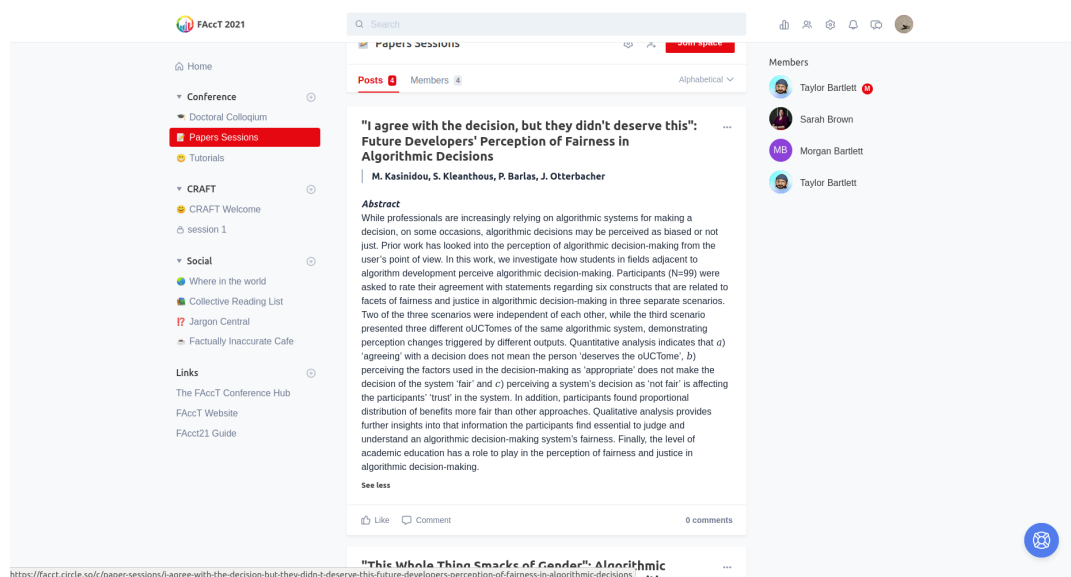 FAccT 2021
Search
Home
Conference
Doctoral Colloqium
Papers Sessions
Tutorials
CRAFT
CRAFT Welcome
session 1
Social
Where in the world
Collective Reading List
Jargon Central
Factually Inaccurate Cafe
Links
The FAccT Conference Hub
FAccT Website
FAcct21 Guide
Papers Sessions
Join space
Posts 4
Members 4
Alphabetical
"I agree with the decision, but they didn't deserve this":
Future Developers' Perception of Fairness in
Algorithmic Decisions
M. Kasinidou, S. Kleanthous, P. Barlas, J. Otterbacher
Abstract
While professionals are increasingly relying on algorithmic systems for making a
decision, on some occasions, algorithmic decisions may be perceived as biased or not
just. Prior work has looked into the perception of algorithmic decision-making from the
user's point of view. In this work, we investigate how students in fields adjacent to
algorithm development perceive algorithmic decision-making. Participants (N=99) were
asked to rate their agreement with statements regarding six constructs that are related to
facets of fairness and justice in algorithmic decision-making in three separate scenarios.
Two of the three scenarios were independent of each other, while the third scenario
presented three different oUCTomes of the same algorithmic system, demonstrating
perception changes triggered by different outputs. Quantitative analysis indicates that a)
'agreeing' with a decision does not mean the person 'deserves the oUCTome', b)
perceiving the factors used in the decision-making as 'appropriate' does not make the
decision of the system 'fair' and c) perceiving a system's decision as 'not fair' is affecting
the participants' 'trust' in the system. In addition, participants found proportional
distribution of benefits more fair than other approaches. Qualitative analysis provides
further insights into that information the participants find essential to judge and
understand an algorithmic decision-making system's fairness. Finally, the level of
academic education has a role to play in the perception of fairness and justice in
algorithmic decision-making.
See less
Like
Comment
0 comments
"This Whole Thing Smacks of Gender": Algorithmic
Members
Taylor Bartlett M
Sarah Brown
MB Morgan Bartlett
Taylor Bartlett
https://facct.circle.so/c/paper-sessions/i-agree-with-the-decision-but-they-didn-t-deserve-this-future-developers-perception-of-fairness-in-algorithmic-decisions